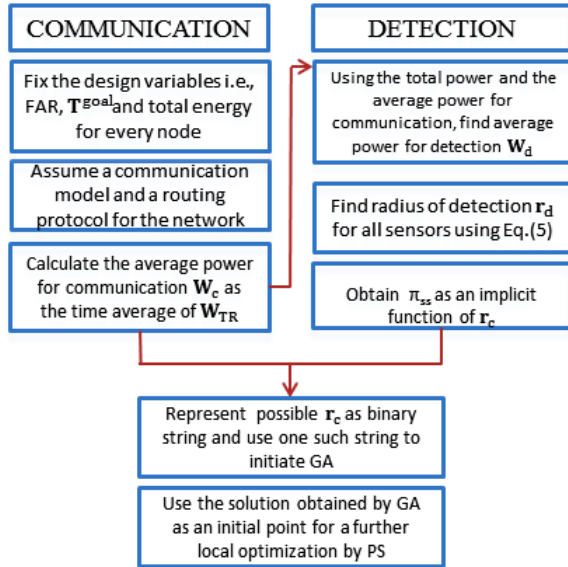 COMMUNICATION
Fix the design variables i.e.,
FAR, T^goal and total energy
for every node
Assume a communication
model and a routing
protocol for the network
Calculate the average power
for communication W_c as
the time average of W_TR
DETECTION
Using the total power and the
average power for
communication, find average
power for detection W_d
Find radius of detection r_d
for all sensors using Eq.(5)
Obtain π_ss as an implicit
function of r_c
Represent possible r_c as binary
string and use one such string to
initiate GA
Use the solution obtained by GA
as an initial point for a further
local optimization by PS